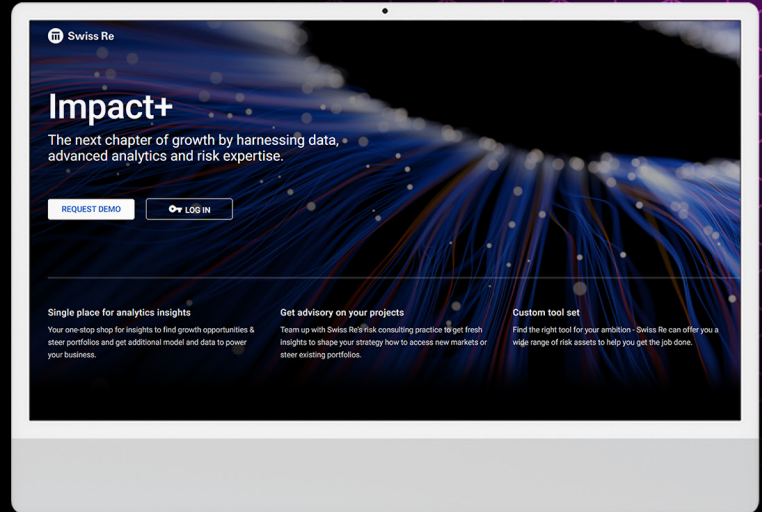 Swiss Re
Impact+
The next chapter of growth by harnessing data,
advanced analytics and risk expertise.
REQUEST DEMO
LOG IN
Single place for analytics insights
Your one-stop shop for insights to find growth opportunities &
steer portfolios and get additional model and data to power
your business.
Get advisory on your projects
Team up with Swiss Re's risk consulting practice to get fresh
insights to shape your strategy how to access new markets or
steer existing portfolios.
Custom tool set
Find the right tool for your ambition - Swiss Re can offer you a
wide range of risk assets to help you get the job done.